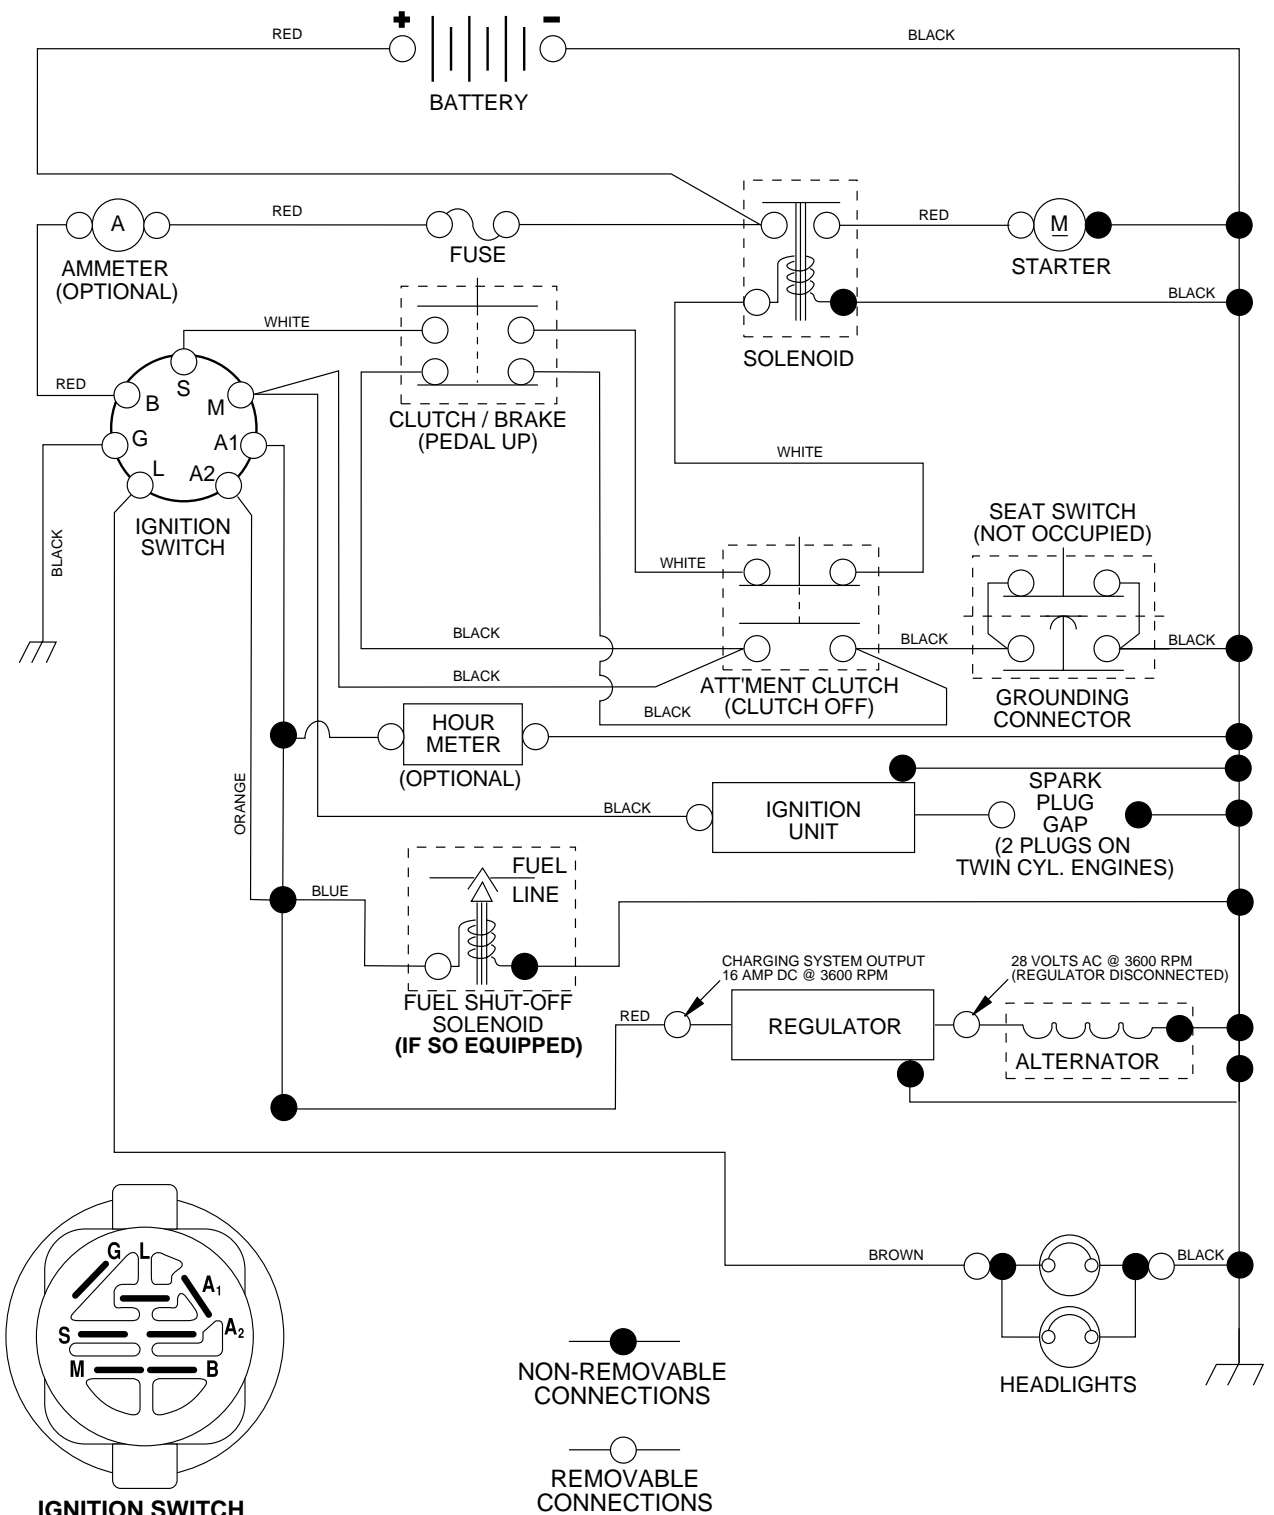 +
−
RED
BLACK
BATTERY
RED
A
AMMETER
(OPTIONAL)
FUSE
RED
M
STARTER
BLACK
SOLENOID
WHITE
RED
S
B
M
G
A1
L
A2
IGNITION
SWITCH
CLUTCH / BRAKE
(PEDAL UP)
WHITE
BLACK
SEAT SWITCH
(NOT OCCUPIED)
WHITE
BLACK
BLACK
BLACK
BLACK
ATT'MENT CLUTCH
(CLUTCH OFF)
BLACK
GROUNDING
CONNECTOR
HOUR
METER
(OPTIONAL)
ORANGE
BLACK
IGNITION
UNIT
SPARK
PLUG
GAP
(2 PLUGS ON
TWIN CYL. ENGINES)
FUEL
LINE
BLUE
FUEL SHUT-OFF
SOLENOID
(IF SO EQUIPPED)
CHARGING SYSTEM OUTPUT
16 AMP DC @ 3600 RPM
28 VOLTS AC @ 3600 RPM
(REGULATOR DISCONNECTED)
RED
REGULATOR
ALTERNATOR
G
L
A1
A2
S
M
B
IGNITION SWITCH
BROWN
BLACK
HEADLIGHTS
NON-REMOVABLE
CONNECTIONS
REMOVABLE
CONNECTIONS